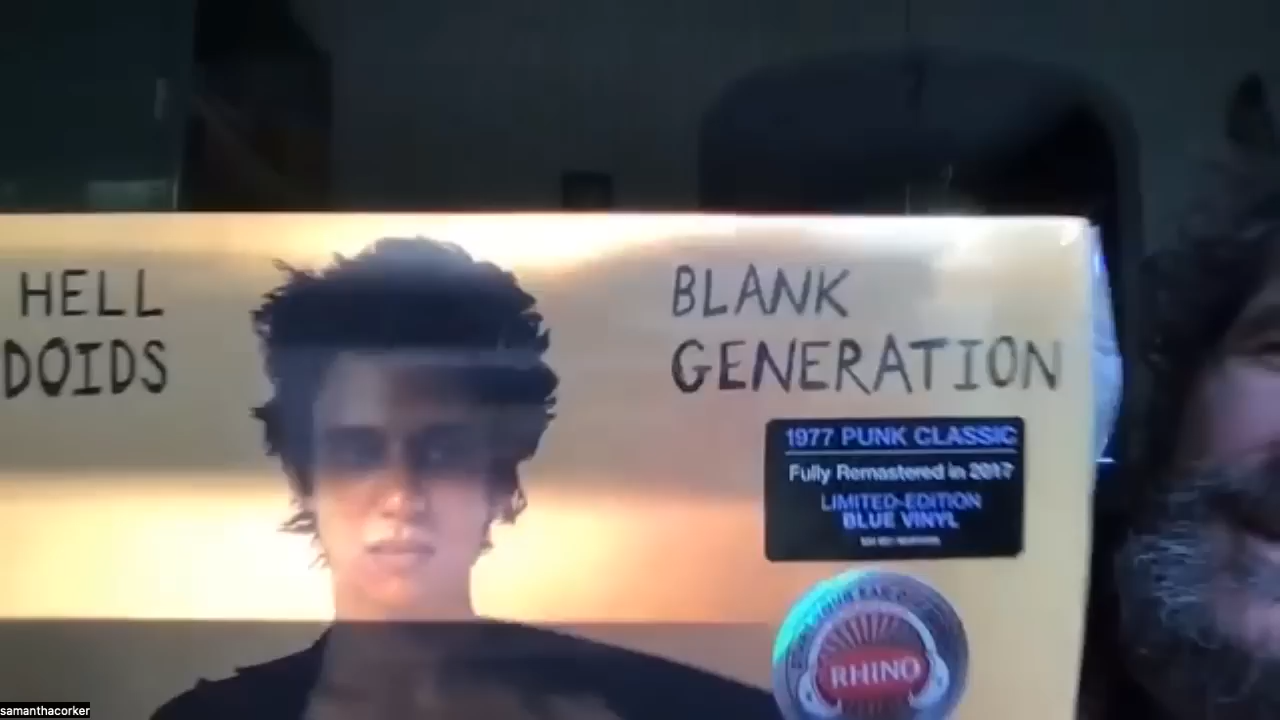 HELL
DOIDS
BLANK
GENERATION
1977 PUNK CLASSIC
Fully Remastered in 2017
LIMITED-EDITION
BLUE VINYL
RHINO
samanthacorker